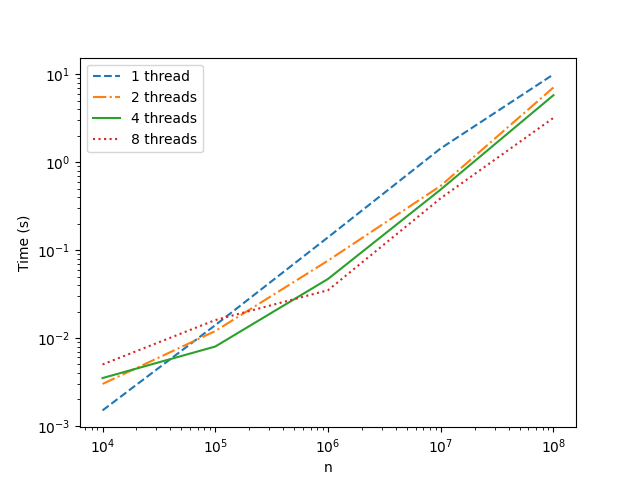 1 thread
2 threads
4 threads
8 threads
Time (s)
10¹
10⁰
10⁻¹
10⁻²
10⁻³
10⁴ 10⁵ 10⁶ 10⁷ 10⁸
n